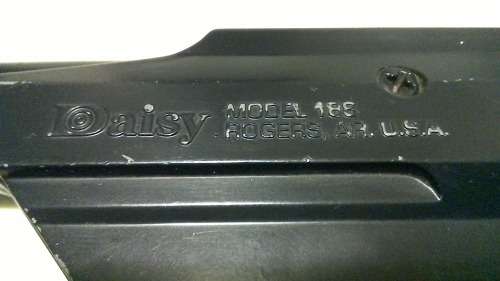 Daisy
MODEL 188
ROGERS, AR. U.S.A.